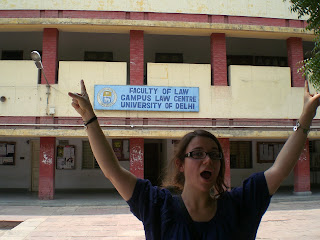 FACULTY OF LAW
CAMPUS LAW CENTRE
UNIVERSITY OF DELHI